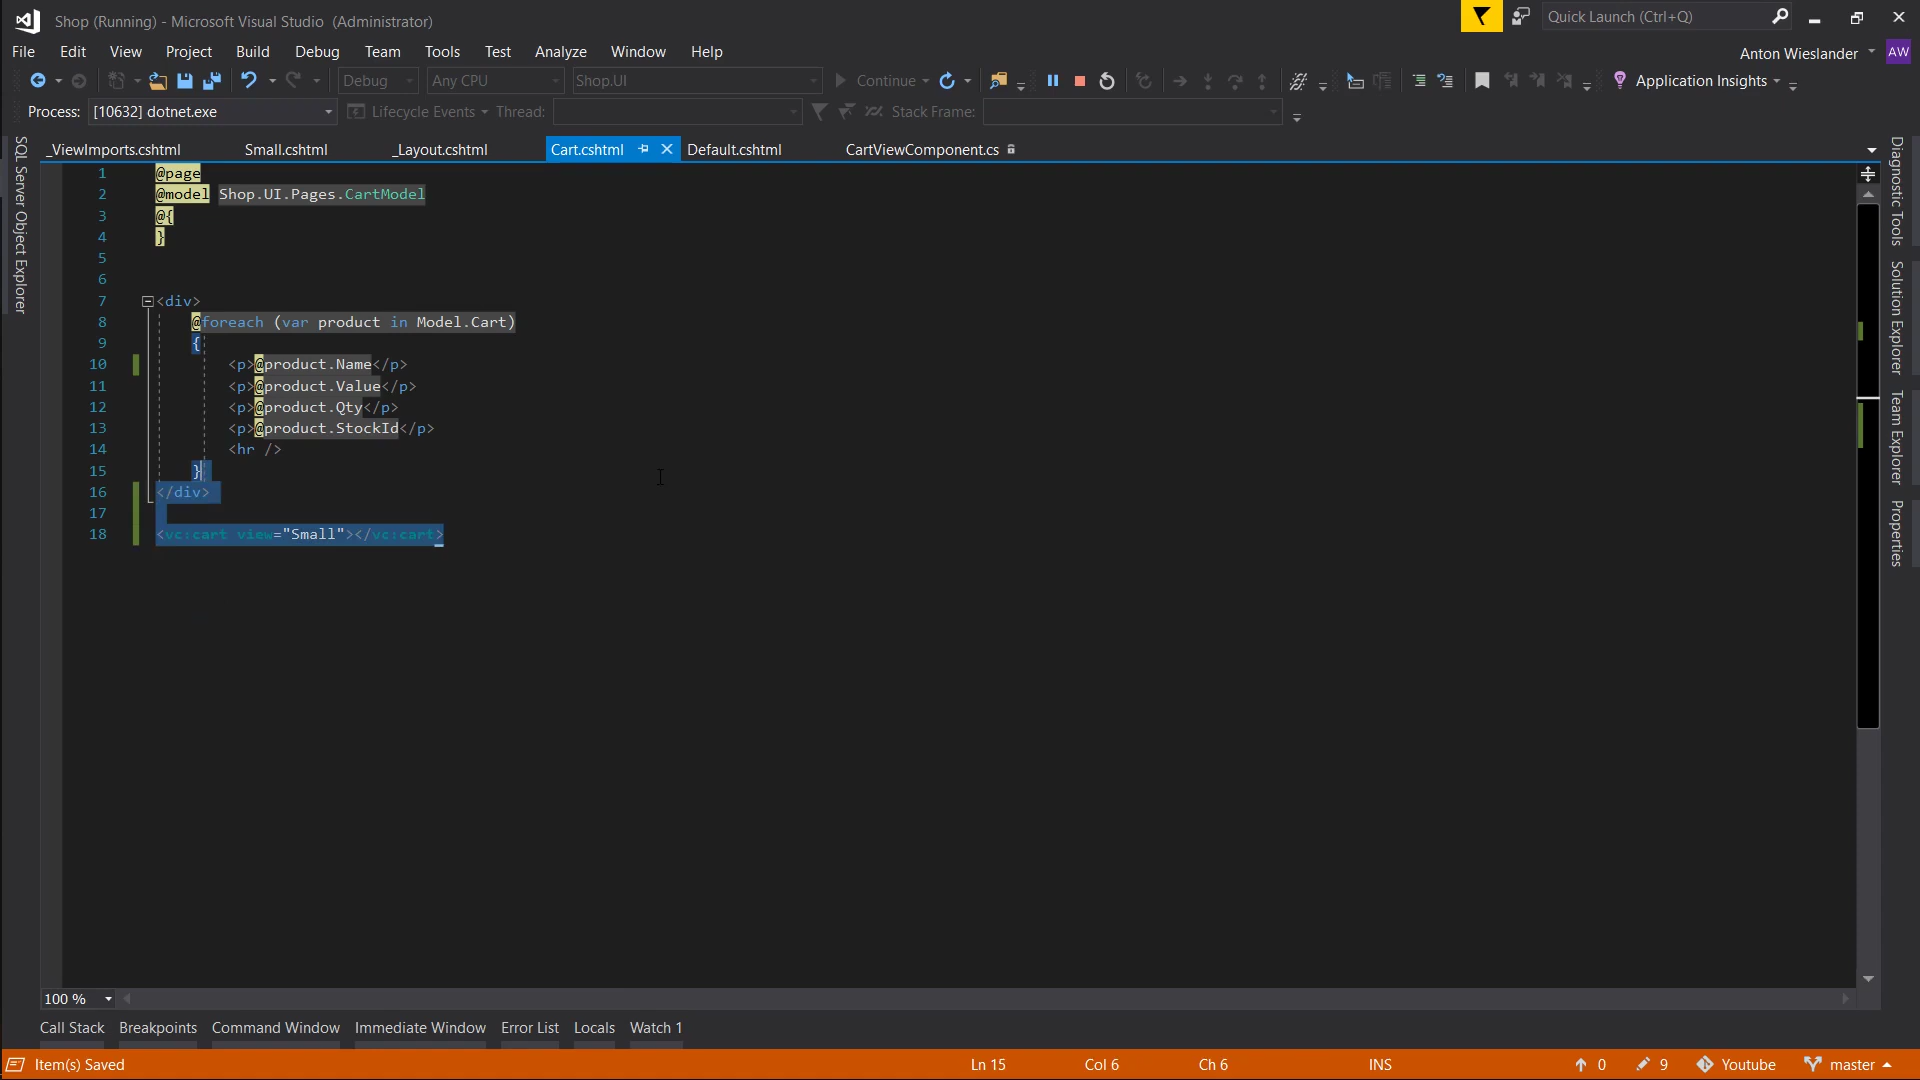 Shop (Running) - Microsoft Visual Studio (Administrator)
Quick Launch (Ctrl+Q)
File Edit View Project Build Debug Team Tools Test Analyze Window Help
Anton Wieslander AW
Debug Any CPU Shop.UI Continue Application Insights
Process: [10632] dotnet.exe Lifecycle Events Thread: Stack Frame:
_ViewImports.cshtml Small.cshtml _Layout.cshtml Cart.cshtml Default.cshtml CartViewComponent.cs
SQL Server Object Explorer
1 @page
2 @model Shop.UI.Pages.CartModel
3 @{
4 }
5
6
7 <div>
8 @foreach (var product in Model.Cart)
9 {
10 <p>@product.Name</p>
11 <p>@product.Value</p>
12 <p>@product.Qty</p>
13 <p>@product.StockId</p>
14 <hr />
15 }
16 </div>
17
18 <vc:cart view="Small"></vc:cart>
Diagnostic Tools
Solution Explorer
Team Explorer
Properties
100 %
Call Stack Breakpoints Command Window Immediate Window Error List Locals Watch 1
Item(s) Saved Ln 15 Col 6 Ch 6 INS 0 9 Youtube master